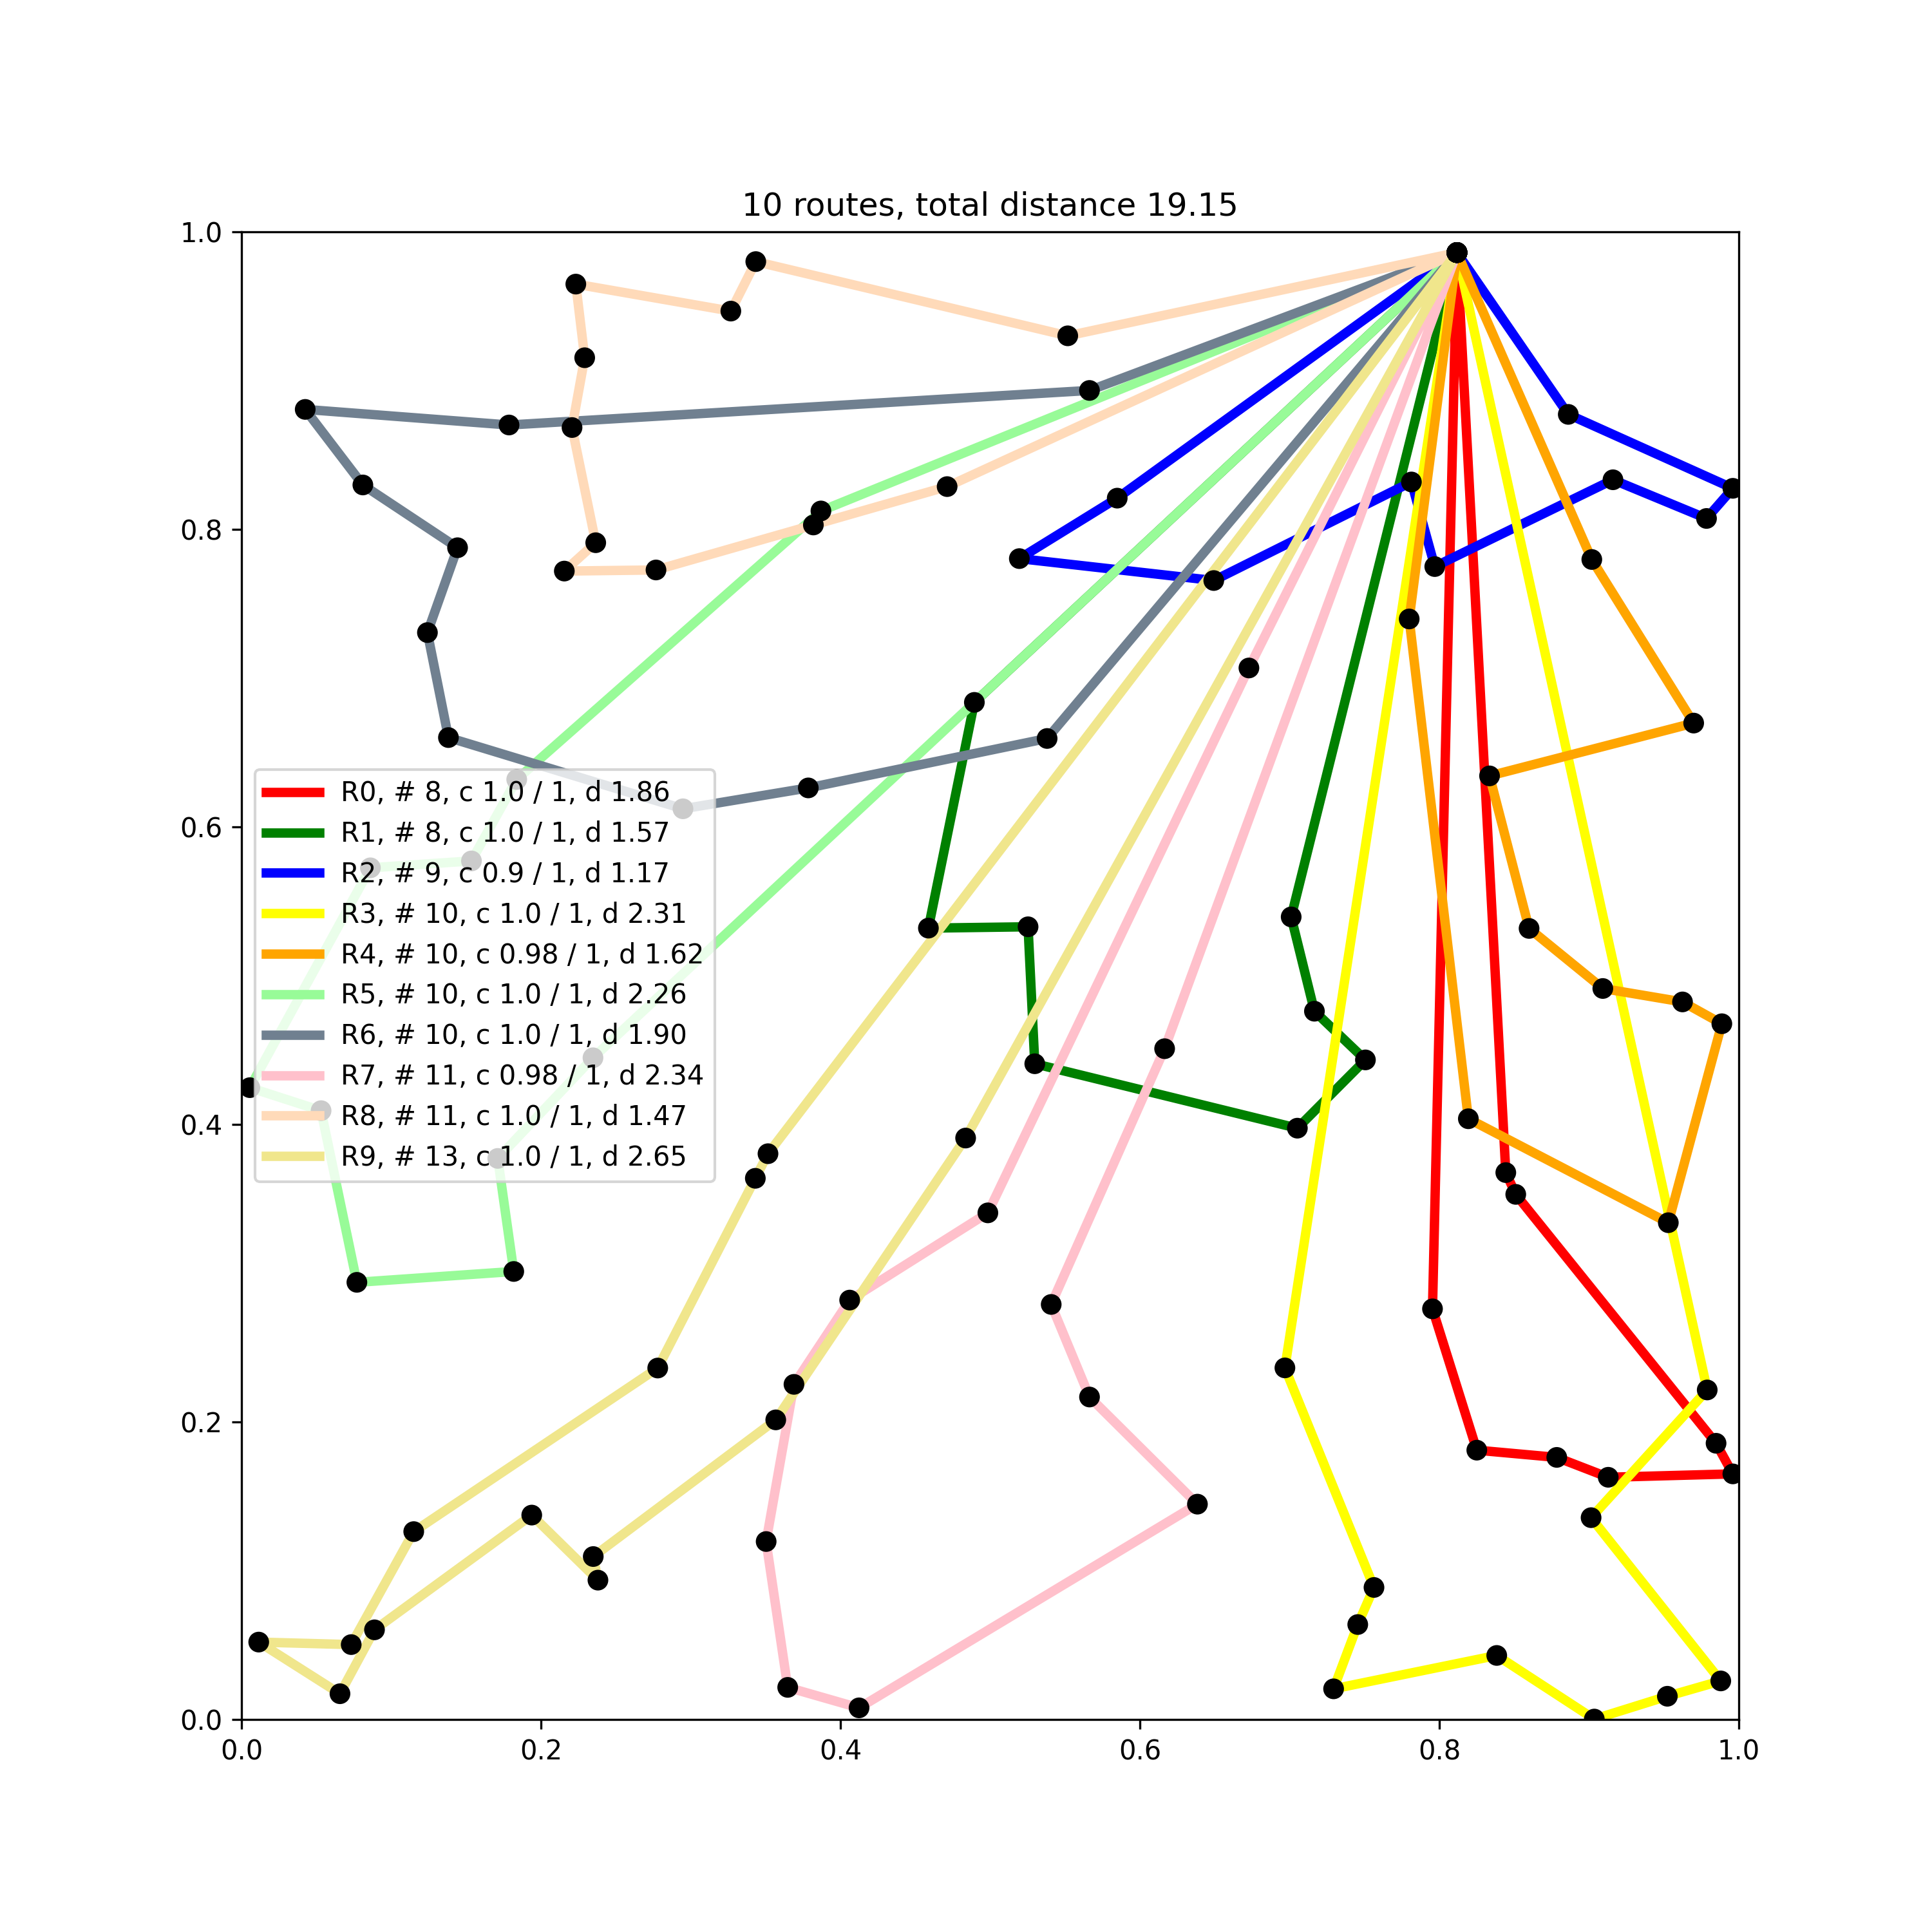 10 routes, total distance 19.15
1.0
0.8
0.6
0.4
0.2
0.0
R0, # 8, c 1.0 / 1, d 1.86
R1, # 8, c 1.0 / 1, d 1.57
R2, # 9, c 0.9 / 1, d 1.17
R3, # 10, c 1.0 / 1, d 2.31
R4, # 10, c 0.98 / 1, d 1.62
R5, # 10, c 1.0 / 1, d 2.26
R6, # 10, c 1.0 / 1, d 1.90
R7, # 11, c 0.98 / 1, d 2.34
R8, # 11, c 1.0 / 1, d 1.47
R9, # 13, c 1.0 / 1, d 2.65
0.0 0.2 0.4 0.6 0.8 1.0